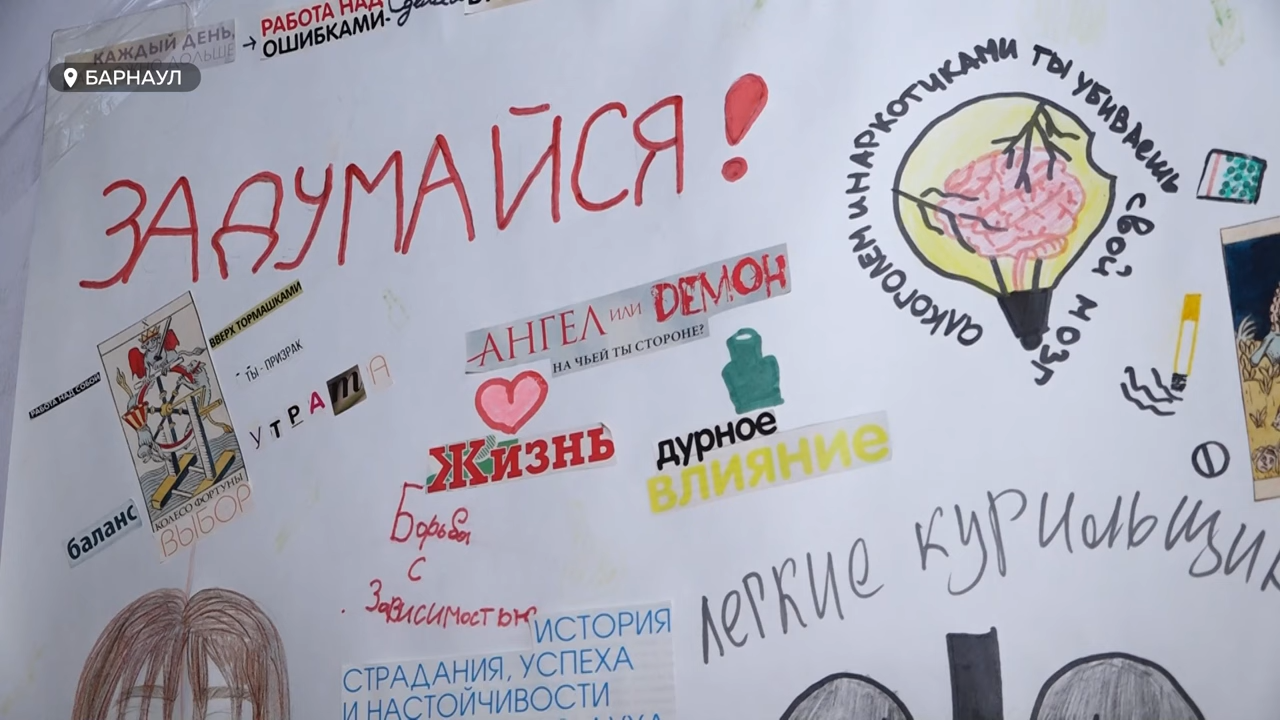 КАЖДЫЙ ДЕНЬ,
ДОЛЬШЕ
→ РАБОТА НАД
ОШИБКАМИ-
БАРНАУЛ
ЗАДУМАЙСЯ!
АЛКОГОЛЕМ И НАРКОТИКАМИ ТЫ УБИВАЕШЬ СВОЙ МОЗГ
АНГЕЛ ИЛИ DЕМОН
НА ЧЬЕЙ ТЫ СТОРОНЕ?
ВВЕРХ ТОРМАШКАМИ
РАБОТА НАД СОБОЙ
X
ТЫ - ПРИЗРАК
УТРАТА
КОЛЕСО ФОРТУНЫ
баланс
ВЫБОР
Жизнь
дурное
влияние
Борьба
с
Зависимостью
ИСТОРИЯ
СТРАДАНИЯ, УСПЕХА
И НАСТОЙЧИВОСТИ
ЛЕГКИЕ КУРИЛЬЩИК